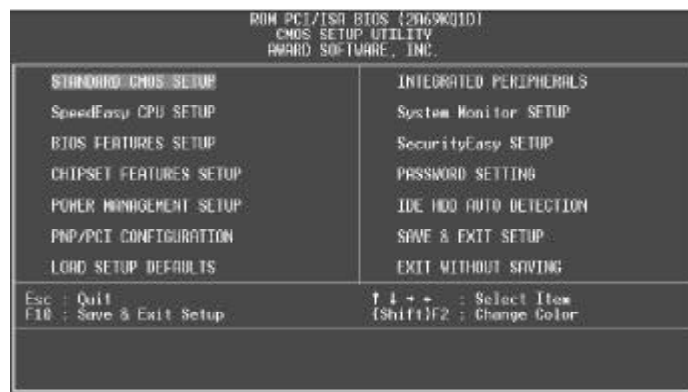 ROM PCI/ISA BIOS (2A69KQ1D)
CMOS SETUP UTILITY
AWARD SOFTWARE, INC.
STANDARD CMOS SETUP
SpeedEasy CPU SETUP
BIOS FEATURES SETUP
CHIPSET FEATURES SETUP
POWER MANAGEMENT SETUP
PNP/PCI CONFIGURATION
LOAD SETUP DEFAULTS
INTEGRATED PERIPHERALS
System Monitor SETUP
SecurityEasy SETUP
PASSWORD SETTING
IDE HDD AUTO DETECTION
SAVE & EXIT SETUP
EXIT WITHOUT SAVING
Esc : Quit
F10 : Save & Exit Setup
↑ ↓ → ← : Select Item
(Shift)F2 : Change Color